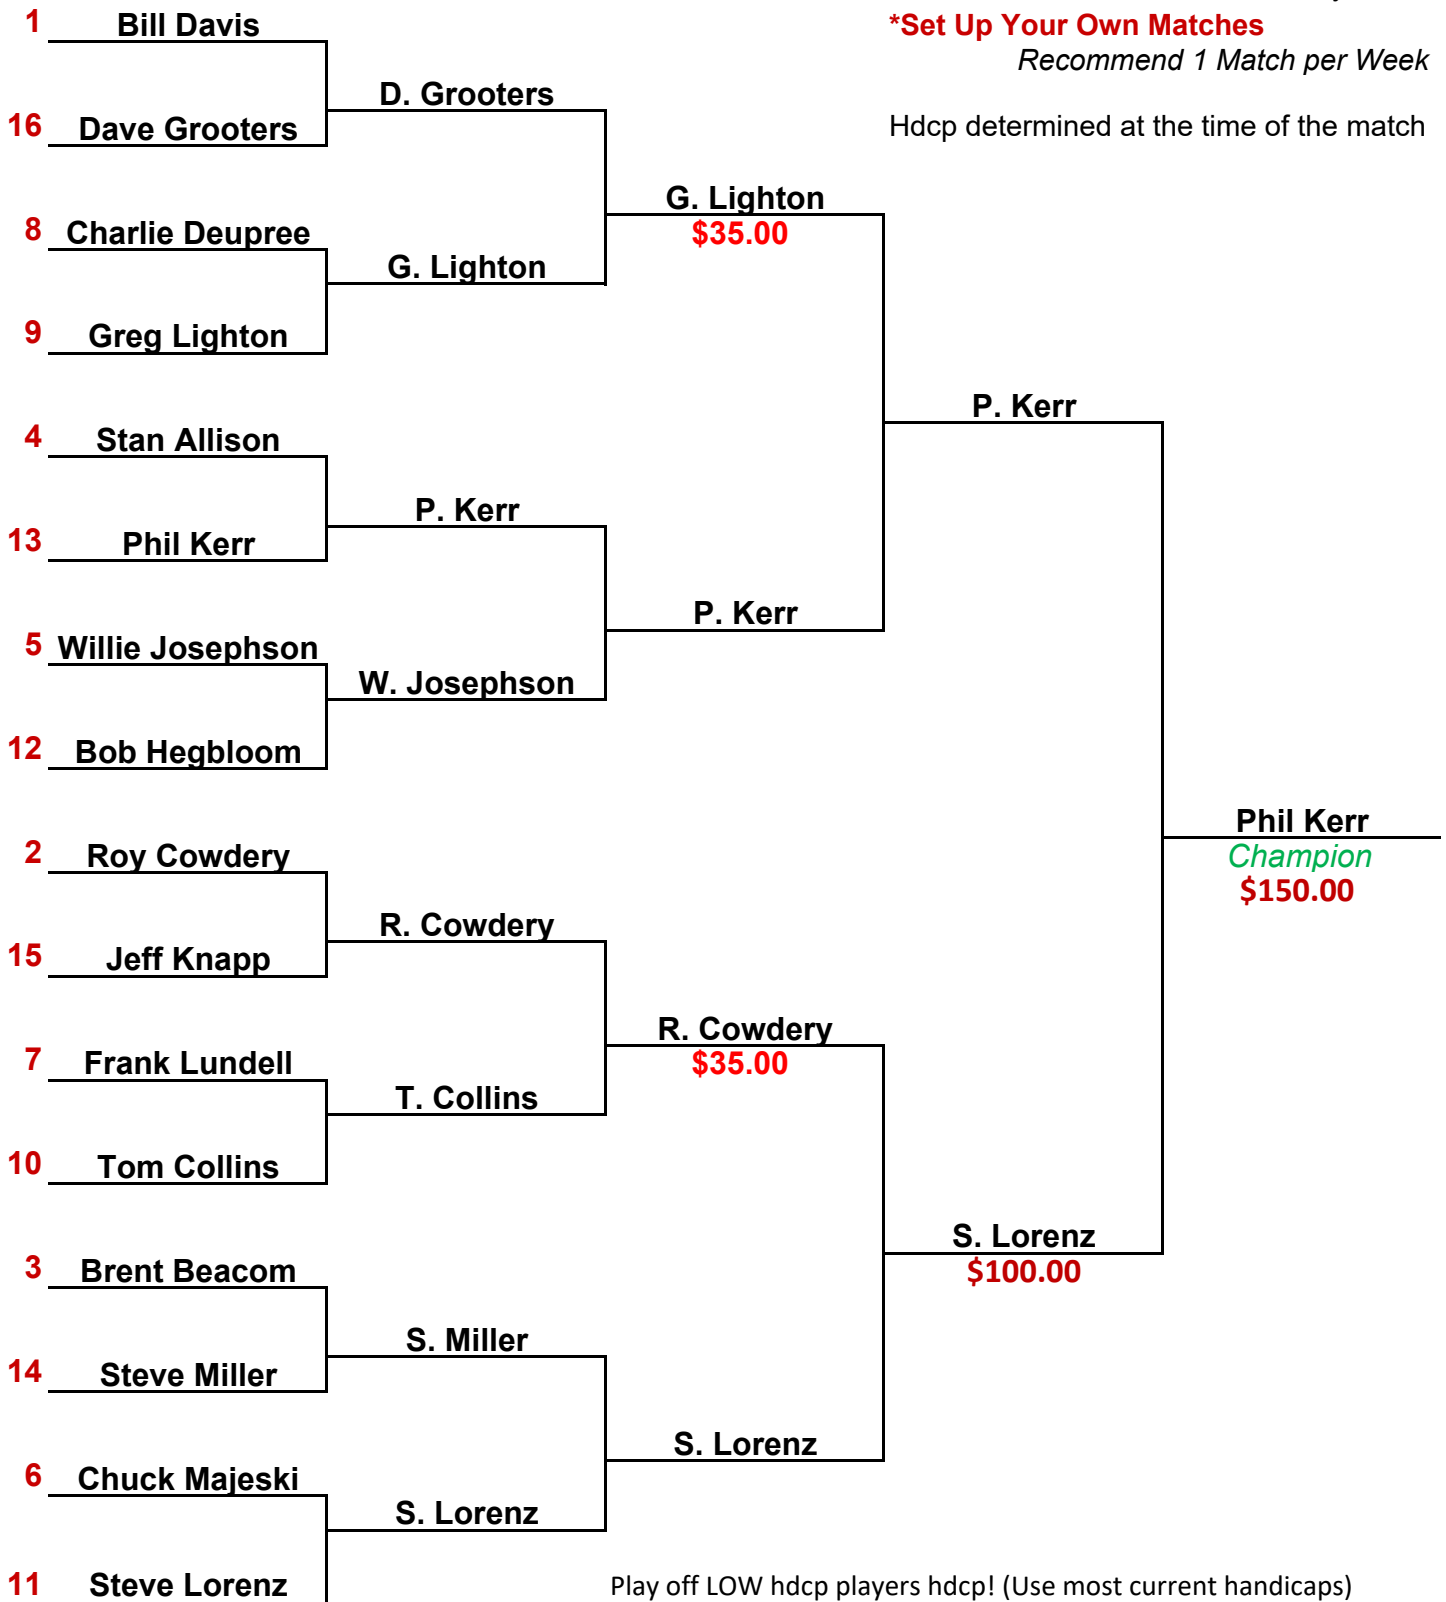 *Set Up Your Own Matches
1 Bill Davis
Recommend 1 Match per Week
D. Grooters
16 Dave Grooters
Hdcp determined at the time of the match
G. Lighton
$35.00
8 Charlie Deupree
G. Lighton
9 Greg Lighton
P. Kerr
4 Stan Allison
P. Kerr
13 Phil Kerr
P. Kerr
5 Willie Josephson
W. Josephson
12 Bob Hegbloom
Phil Kerr
Champion
$150.00
2 Roy Cowdery
R. Cowdery
15 Jeff Knapp
R. Cowdery
$35.00
7 Frank Lundell
T. Collins
10 Tom Collins
S. Lorenz
$100.00
3 Brent Beacom
S. Miller
14 Steve Miller
S. Lorenz
6 Chuck Majeski
S. Lorenz
11 Steve Lorenz
Play off LOW hdcp players hdcp! (Use most current handicaps)